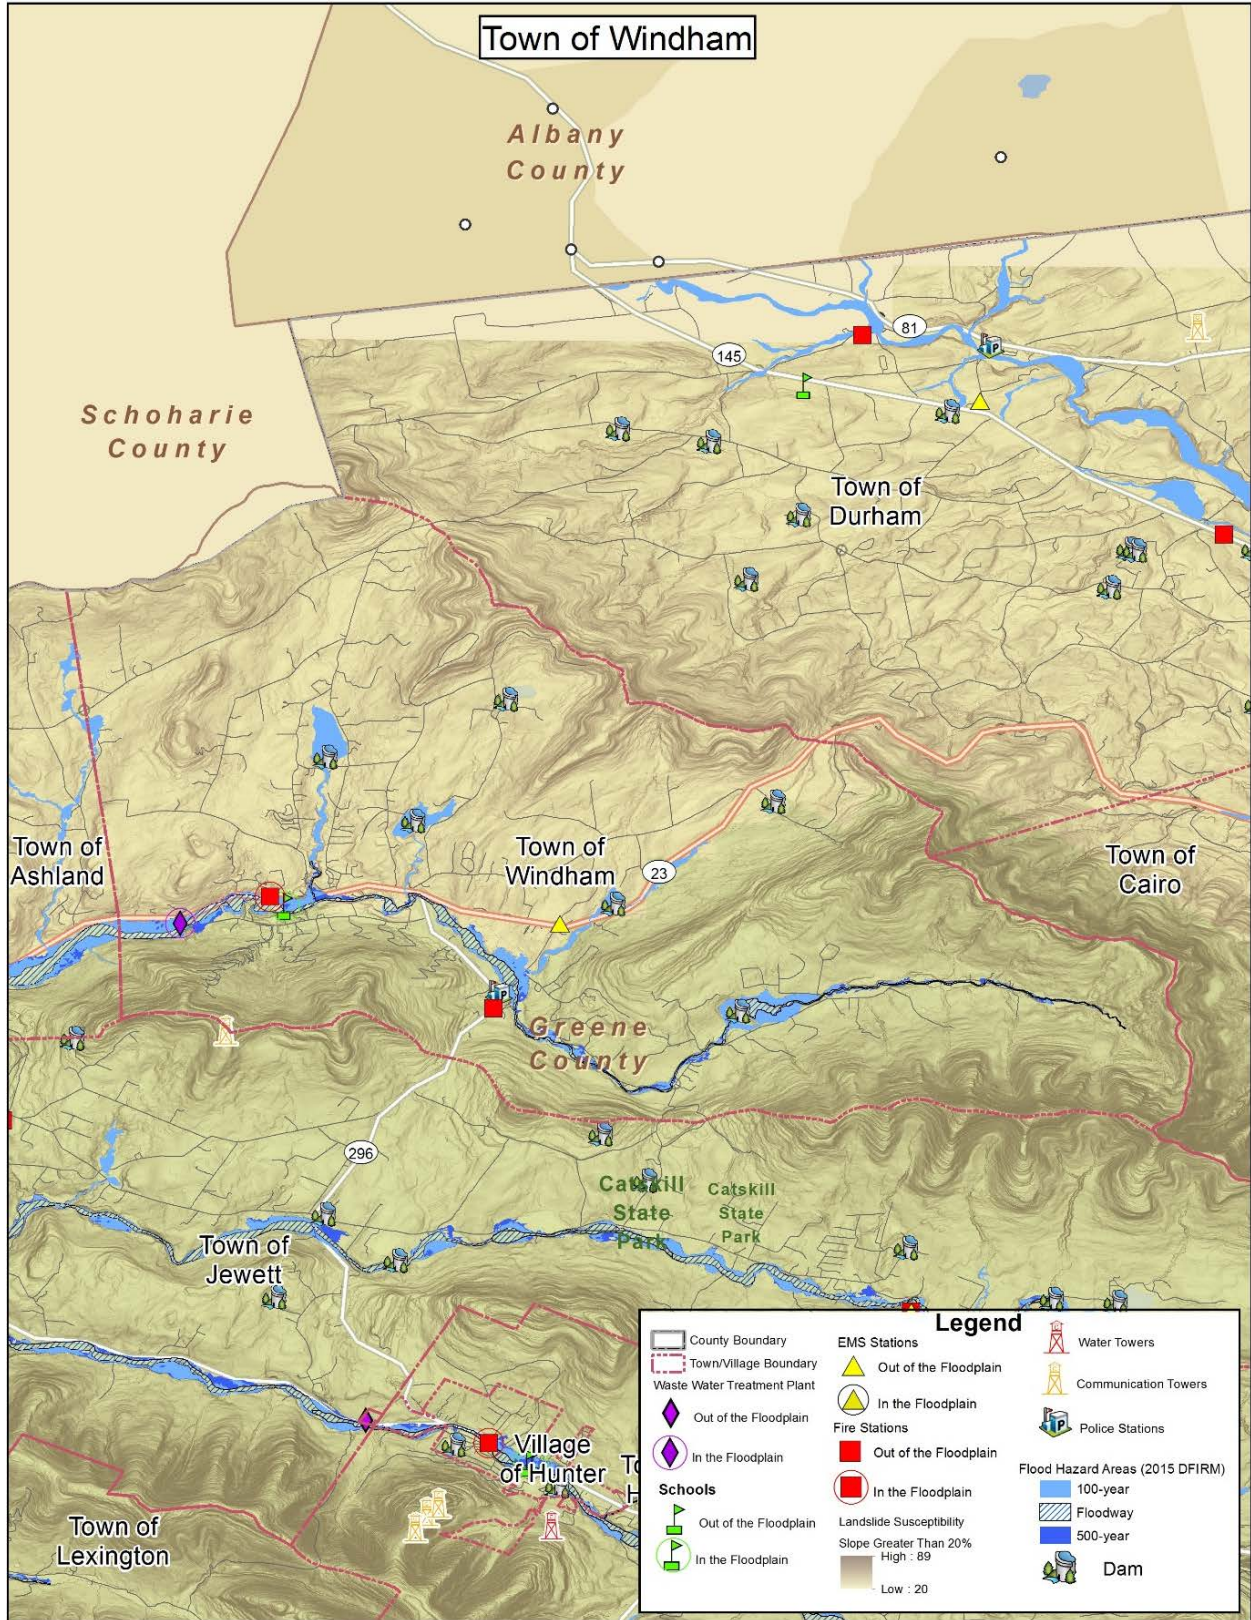 Town of Windham
Albany
County
81
145
Schoharie
County
Town of
Durham
Town of
Ashland
Town of
Windham
23
Town of
Cairo
Greene
County
296
Catskill
State
Park
Catskill
State
Park
Town of
Jewett
Village
of Hunter
Town of
Lexington
Legend
County Boundary
Town/Village Boundary
Waste Water Treatment Plant
Out of the Floodplain
In the Floodplain
Schools
Out of the Floodplain
In the Floodplain
EMS Stations
Out of the Floodplain
In the Floodplain
Fire Stations
Out of the Floodplain
In the Floodplain
Landslide Susceptibility
Slope Greater Than 20%
High : 89
Low : 20
Water Towers
Communication Towers
Police Stations
Flood Hazard Areas (2015 DFIRM)
100-year
Floodway
500-year
Dam